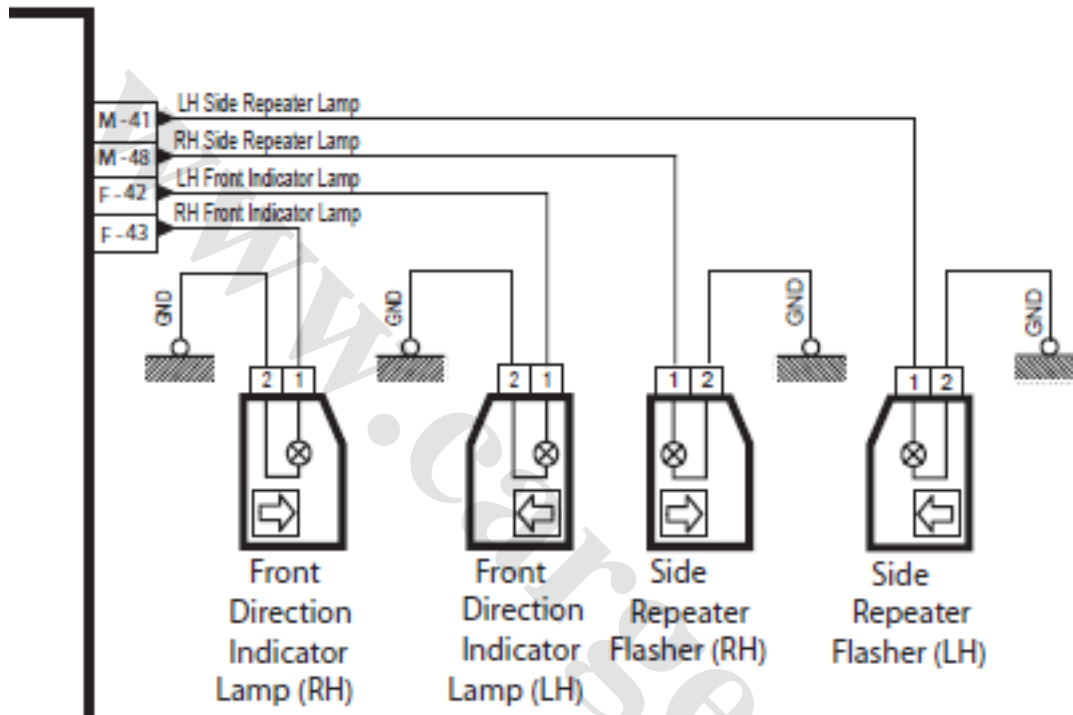 M-41
LH Side Repeater Lamp
M-48
RH Side Repeater Lamp
F-42
LH Front Indicator Lamp
F-43
RH Front Indicator Lamp
GND
GND
GND
GND
2 1
2 1
1 2
1 2
Front
Direction
Indicator
Lamp (RH)
Front
Direction
Indicator
Lamp (LH)
Side
Repeater
Flasher (RH)
Side
Repeater
Flasher (LH)
www.carge